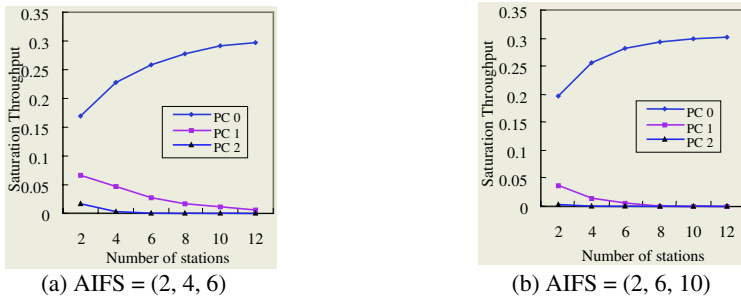 0.35
0.3
0.25
0.2
0.15
0.1
0.05
0
Saturation Throughput
PC 0
PC 1
PC 2
2 4 6 8 10 12
Number of stations
(a) AIFS = (2, 4, 6)
0.35
0.3
0.25
0.2
0.15
0.1
0.05
0
Saturation Throughput
PC 0
PC 1
PC 2
2 4 6 8 10 12
Number of stations
(b) AIFS = (2, 6, 10)